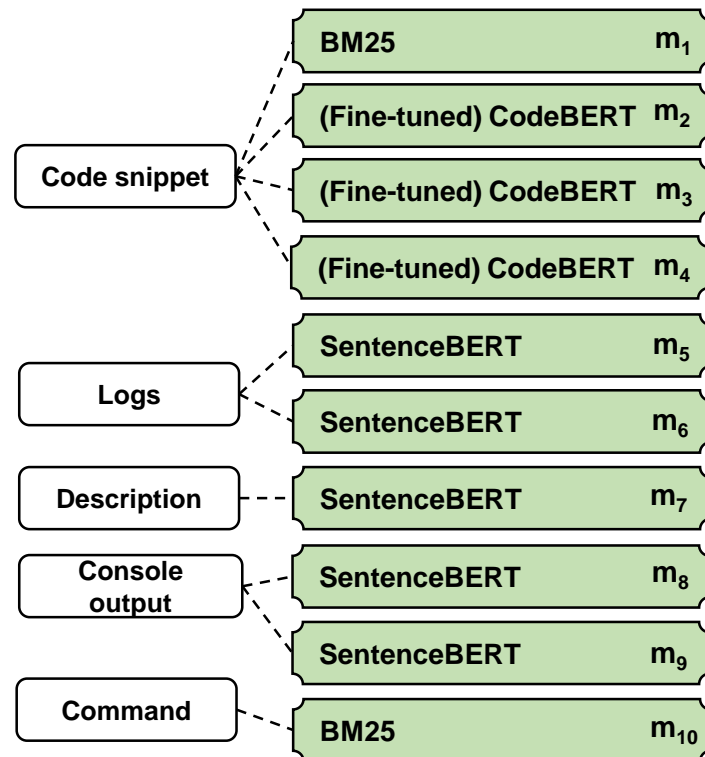 BM25 m1
(Fine-tuned) CodeBERT m2
Code snippet
(Fine-tuned) CodeBERT m3
(Fine-tuned) CodeBERT m4
SentenceBERT m5
Logs
SentenceBERT m6
Description
SentenceBERT m7
Console
output
SentenceBERT m8
SentenceBERT m9
Command
BM25 m10